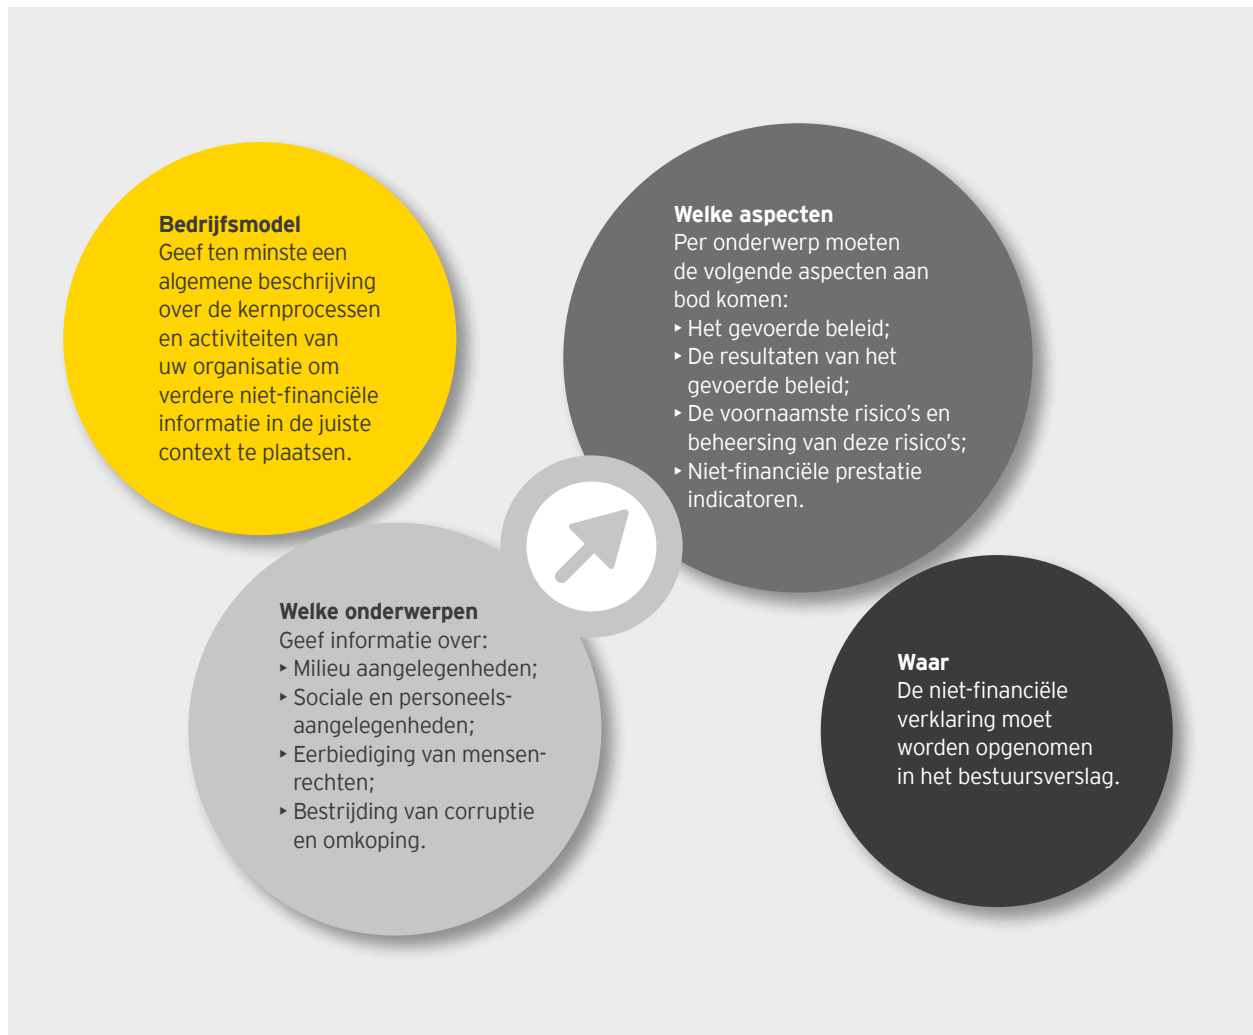 Bedrijfsmodel
Geef ten minste een
algemene beschrijving
over de kernprocessen
en activiteiten van
uw organisatie om
verdere niet-financiële
informatie in de juiste
context te plaatsen.
Welke aspecten
Per onderwerp moeten
de volgende aspecten aan
bod komen:
‣ Het gevoerde beleid;
‣ De resultaten van het
gevoerde beleid;
‣ De voornaamste risico's en
beheersing van deze risico's;
‣ Niet-financiële prestatie
indicatoren.
Welke onderwerpen
Geef informatie over:
‣ Milieu aangelegenheden;
‣ Sociale en personeels-
aangelegenheden;
‣ Eerbiediging van mensen-
rechten;
‣ Bestrijding van corruptie
en omkoping.
Waar
De niet-financiële
verklaring moet
worden opgenomen
in het bestuursverslag.